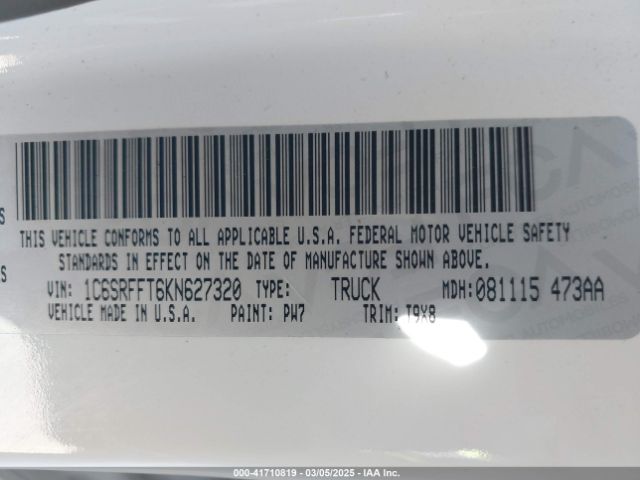 S
THIS VEHICLE CONFORMS TO ALL APPLICABLE U.S.A. FEDERAL MOTOR VEHICLE SAFETY
S
STANDARDS IN EFFECT ON THE DATE OF MANUFACTURE SHOWN ABOVE.
VIN: 1C6SRFFT6KN627320 TYPE: TRUCK MDH:081115 473AA
VEHICLE MADE IN U.S.A. PAINT: PW7 TRIM: T9X8
000-41710819 - 03/05/2025 - IAA Inc.